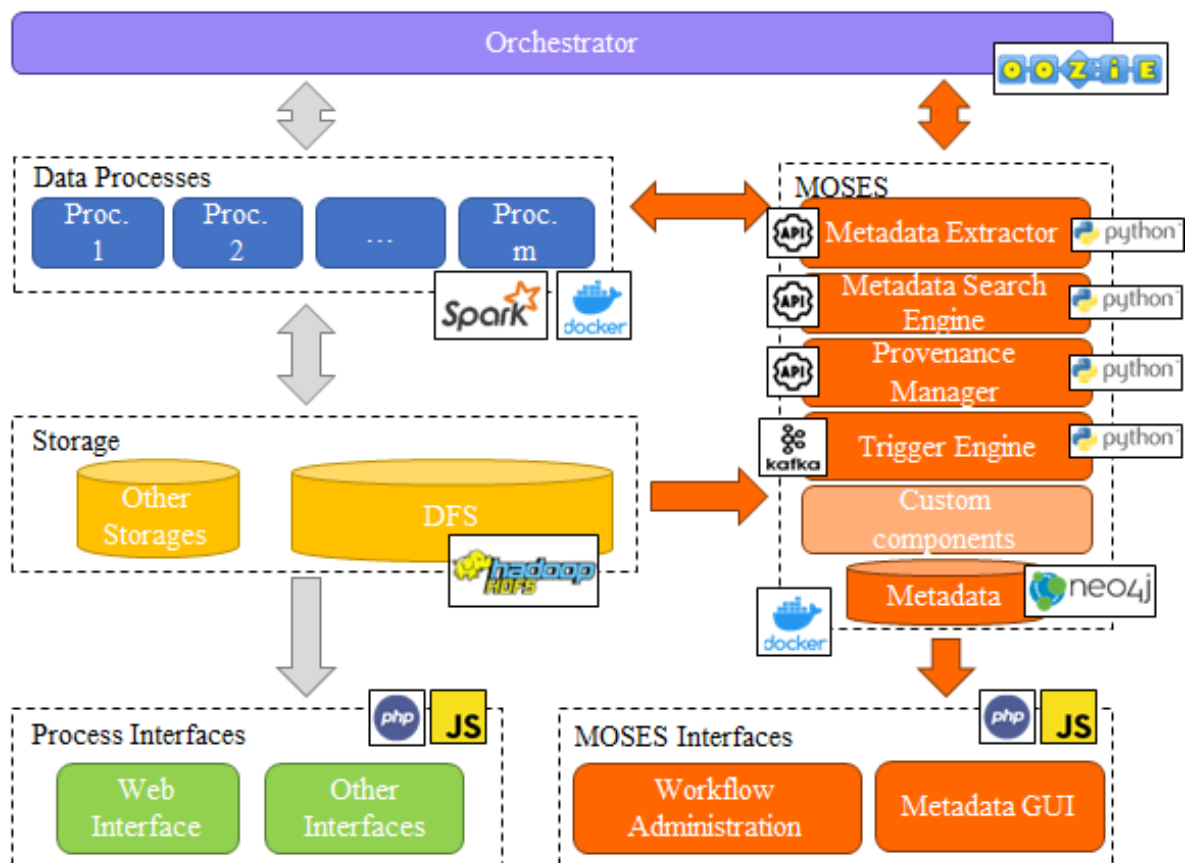 Orchestrator
OOZiE
Data Processes
Proc.
1
Proc.
2
...
Proc.
m
Spark
docker
MOSES
API
Metadata Extractor
python
API
Metadata Search
Engine
python
API
Provenance
Manager
python
kafka
Trigger Engine
python
Custom
components
Metadata
neo4j
docker
Storage
Other
Storages
DFS
hadoop
HDFS
Process Interfaces
php
JS
Web
Interface
Other
Interfaces
MOSES Interfaces
php
JS
Workflow
Administration
Metadata GUI